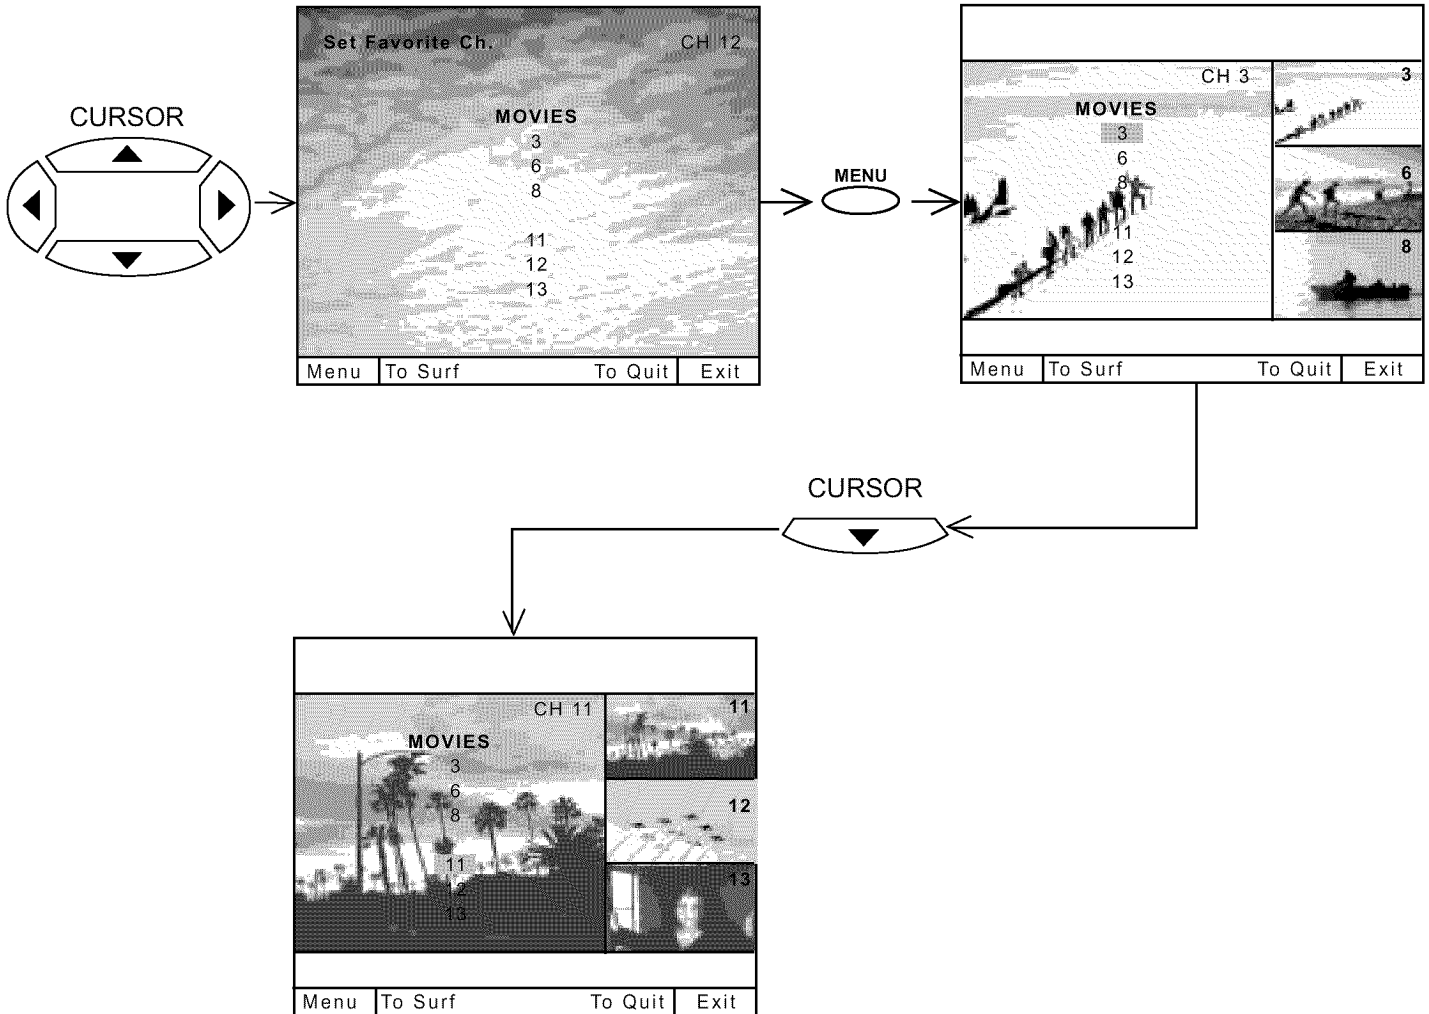 CURSOR
Set Favorite Ch. CH 12
MOVIES
3
6
8
11
12
13
Menu To Surf To Quit Exit
MENU
CH 3
MOVIES
3
6
8
11
12
13
3
6
8
Menu To Surf To Quit Exit
CURSOR
CH 11
MOVIES
3
6
8
11
12
13
11
12
13
Menu To Surf To Quit Exit